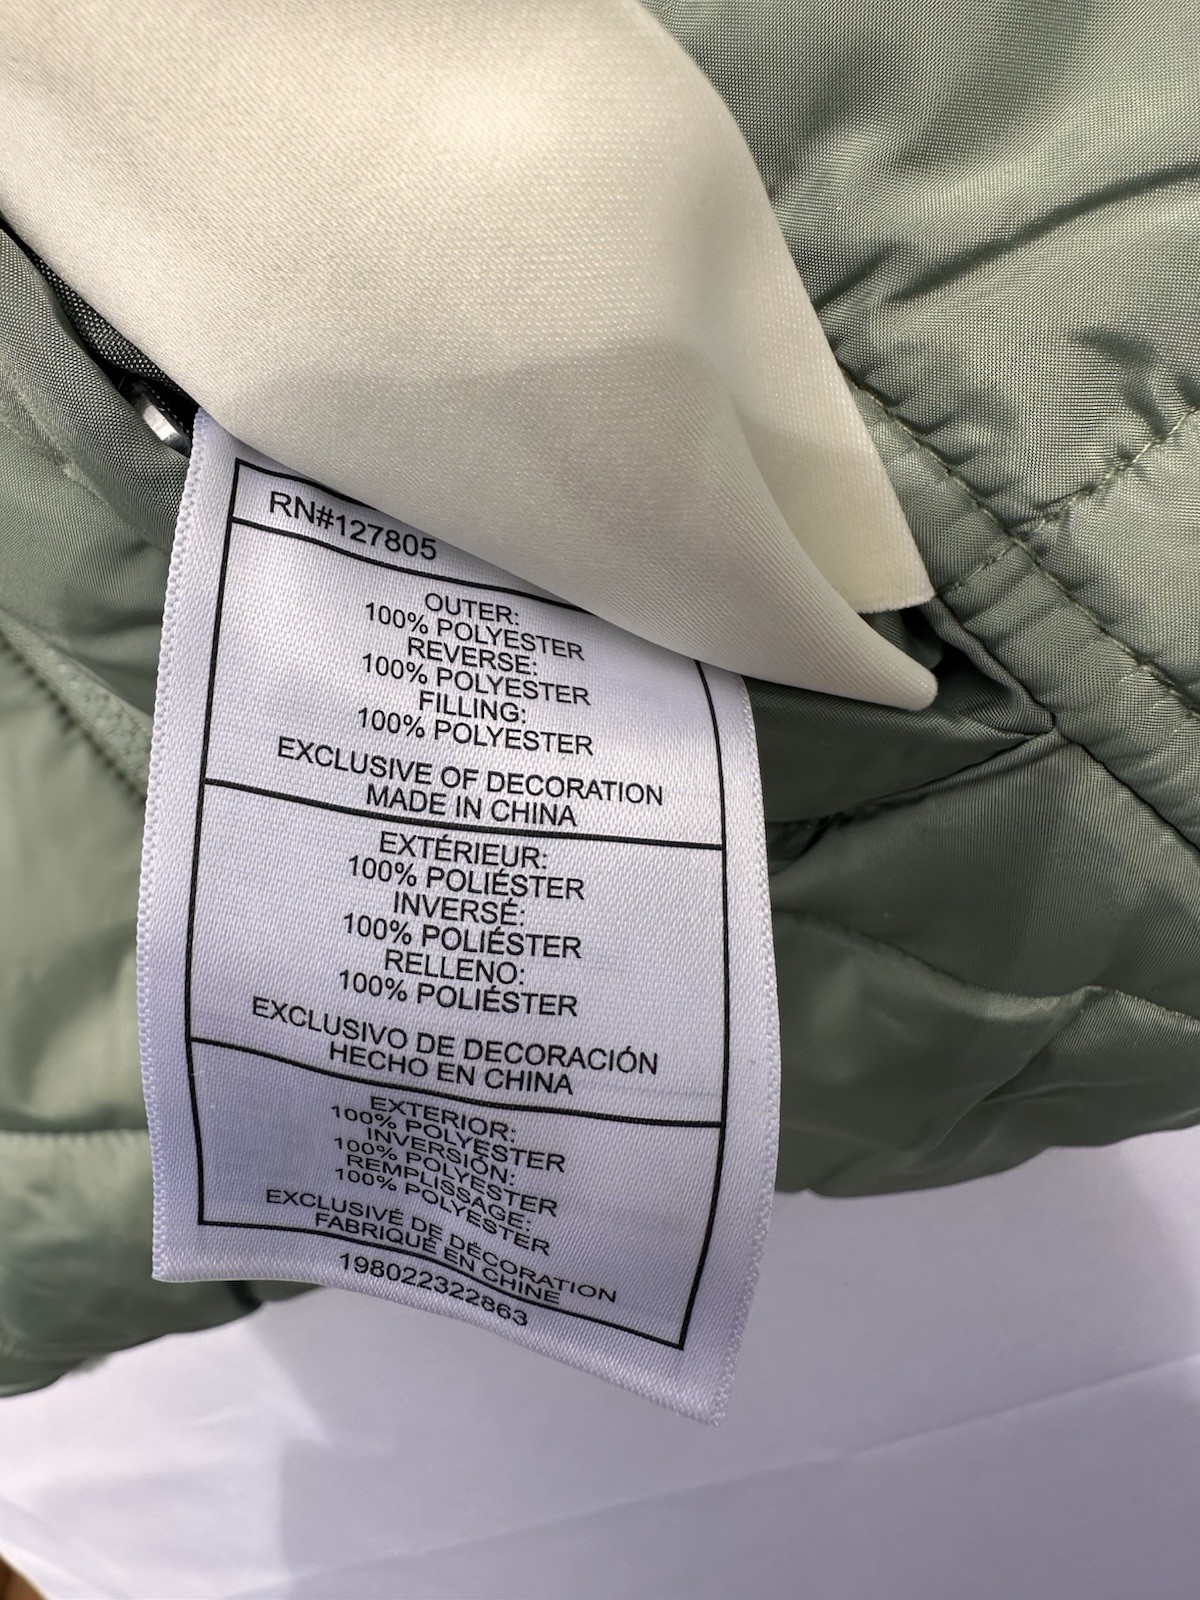 RN#127805
OUTER:
100% POLYESTER
REVERSE:
100% POLYESTER
FILLING:
100% POLYESTER
EXCLUSIVE OF DECORATION
MADE IN CHINA
EXTÉRIEUR:
100% POLIÉSTER
INVERSÉ:
100% POLIÉSTER
RELLENO:
100% POLIÉSTER
EXCLUSIVO DE DECORACIÓN
HECHO EN CHINA
EXTERIOR:
100% POLYESTER
INVERSIÓN:
100% POLYESTER
REMPLISSAGE:
100% POLYESTER
EXCLUSIVÉ DE DÉCORATION
FABRIQUÉ EN CHINE
198022322863